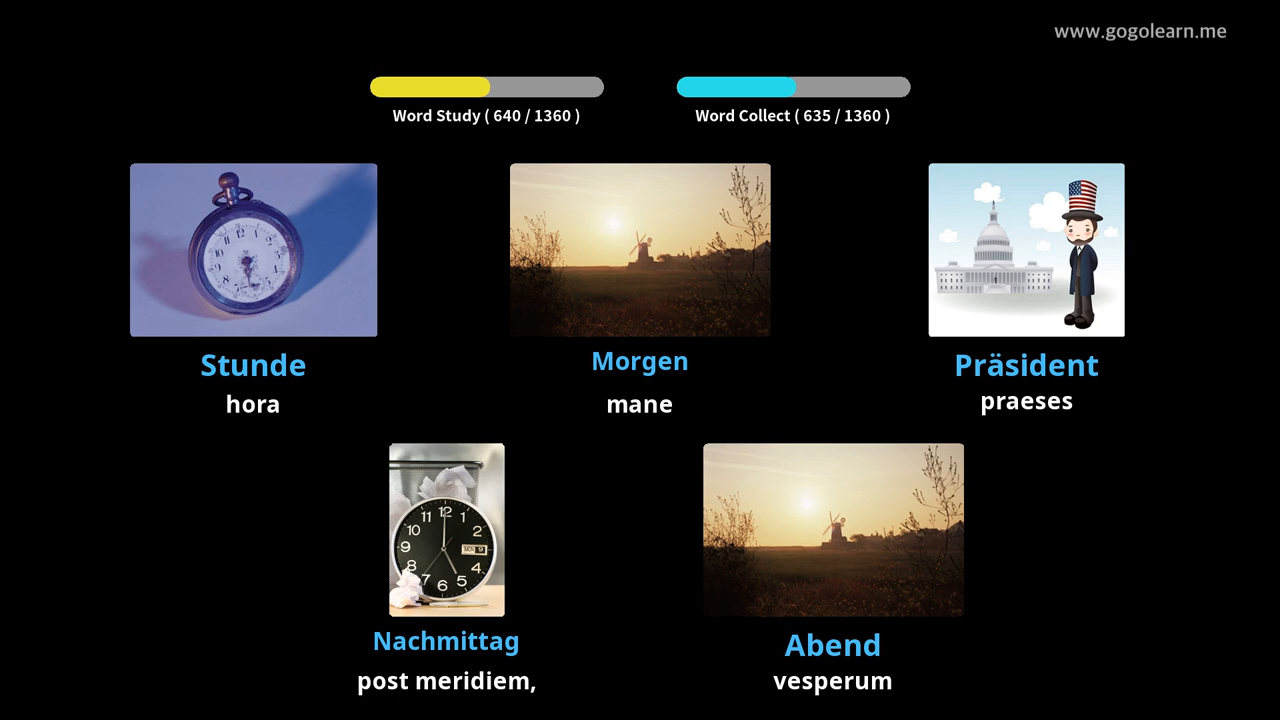 www.gogolearn.me
Word Study ( 640 / 1360 )
Word Collect ( 635 / 1360 )
Stunde
hora
Morgen
mane
Präsident
praeses
Nachmittag
post meridiem,
Abend
vesperum